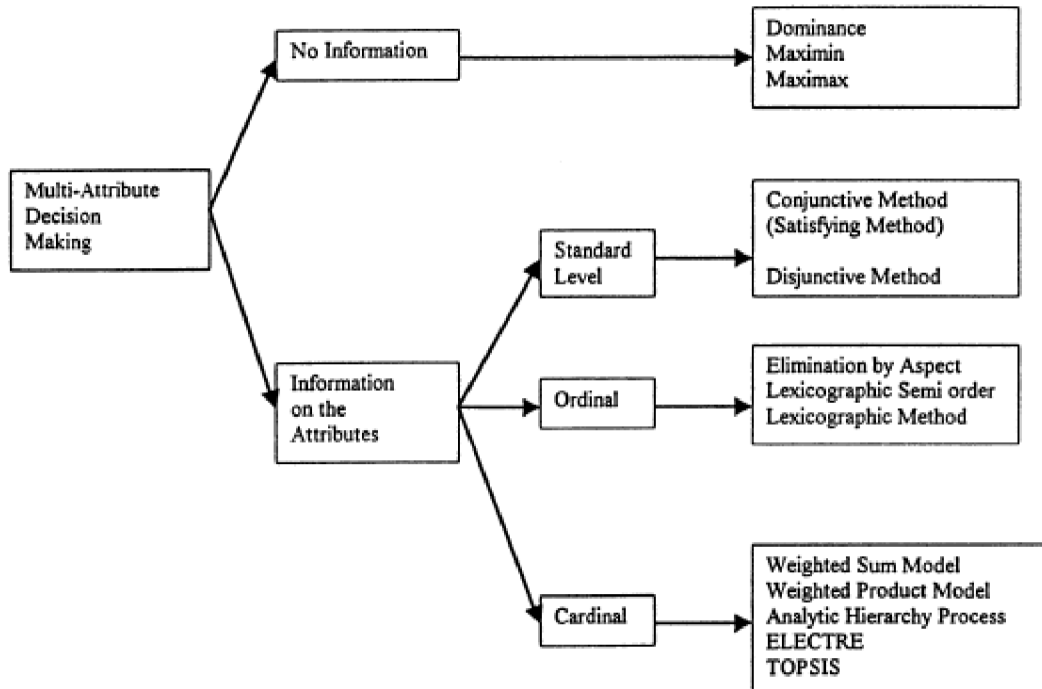 Multi-Attribute
Decision
Making
No Information
Dominance
Maximin
Maximax
Information
on the
Attributes
Standard
Level
Conjunctive Method
(Satisfying Method)
Disjunctive Method
Ordinal
Elimination by Aspect
Lexicographic Semi order
Lexicographic Method
Cardinal
Weighted Sum Model
Weighted Product Model
Analytic Hierarchy Process
ELECTRE
TOPSIS